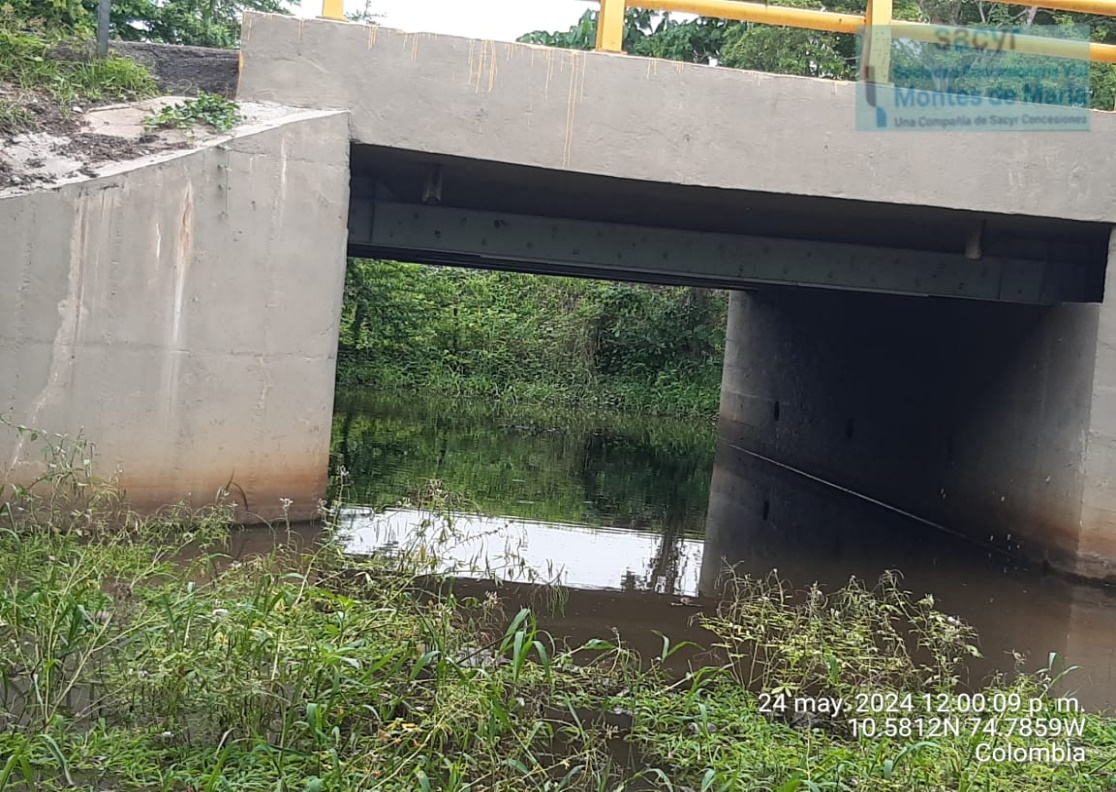 sacyr
Montes de María
Una Compañía de Sacyr Concesiones
24 may. 2024 12:00:09 p. m.
10.5812N 74.7859W
Colombia